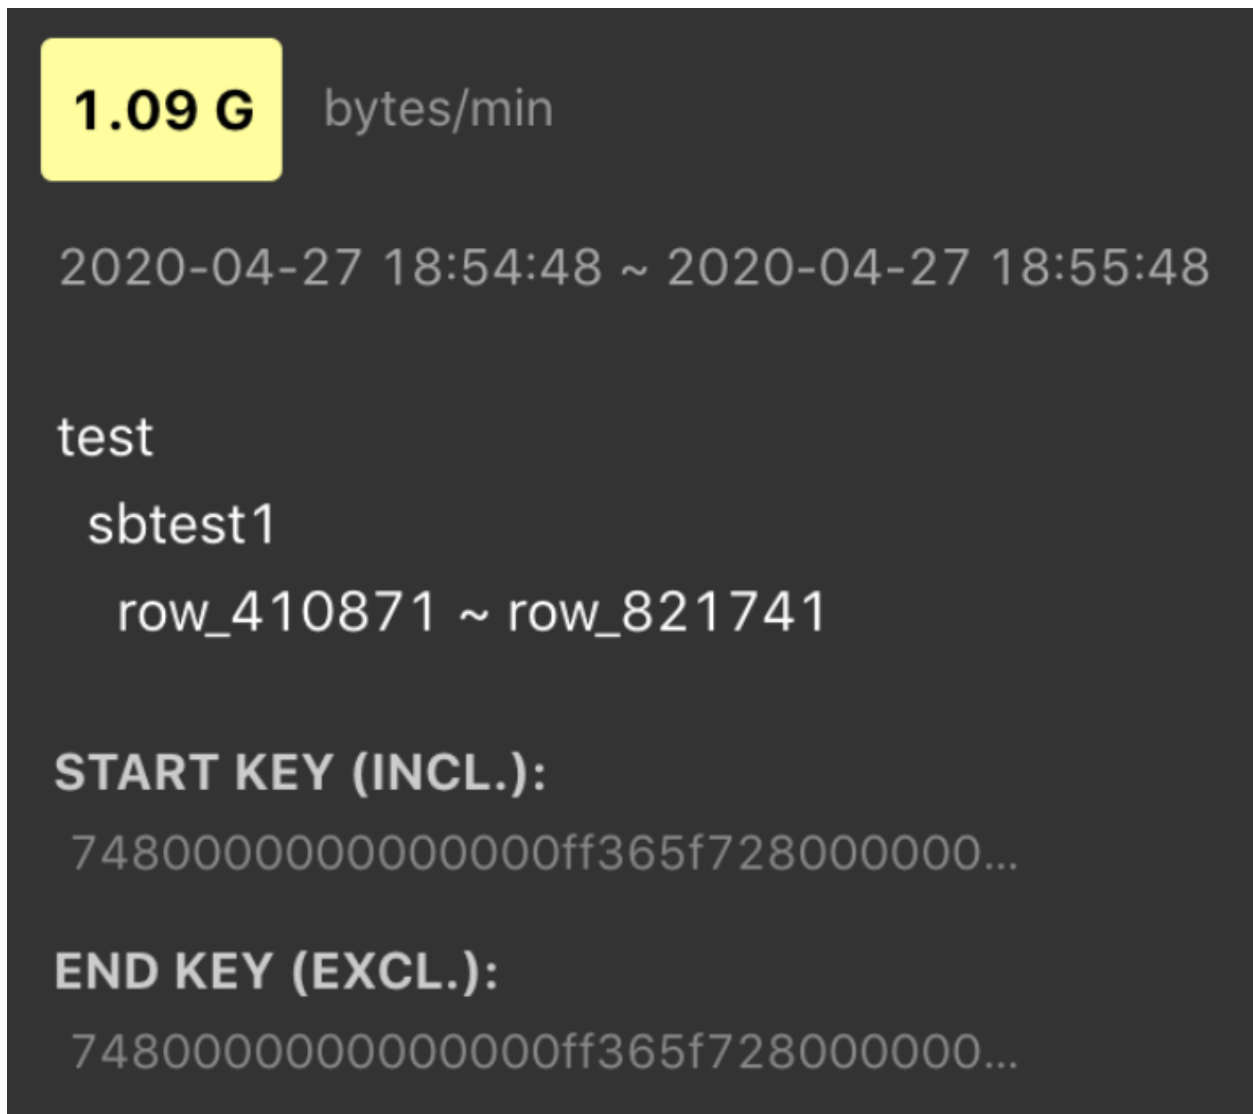 1.09 G bytes/min
2020-04-27 18:54:48 ~ 2020-04-27 18:55:48
test
sbtest1
row_410871 ~ row_821741
START KEY (INCL.):
7480000000000000ff365f728000000...
END KEY (EXCL.):
7480000000000000ff365f728000000...